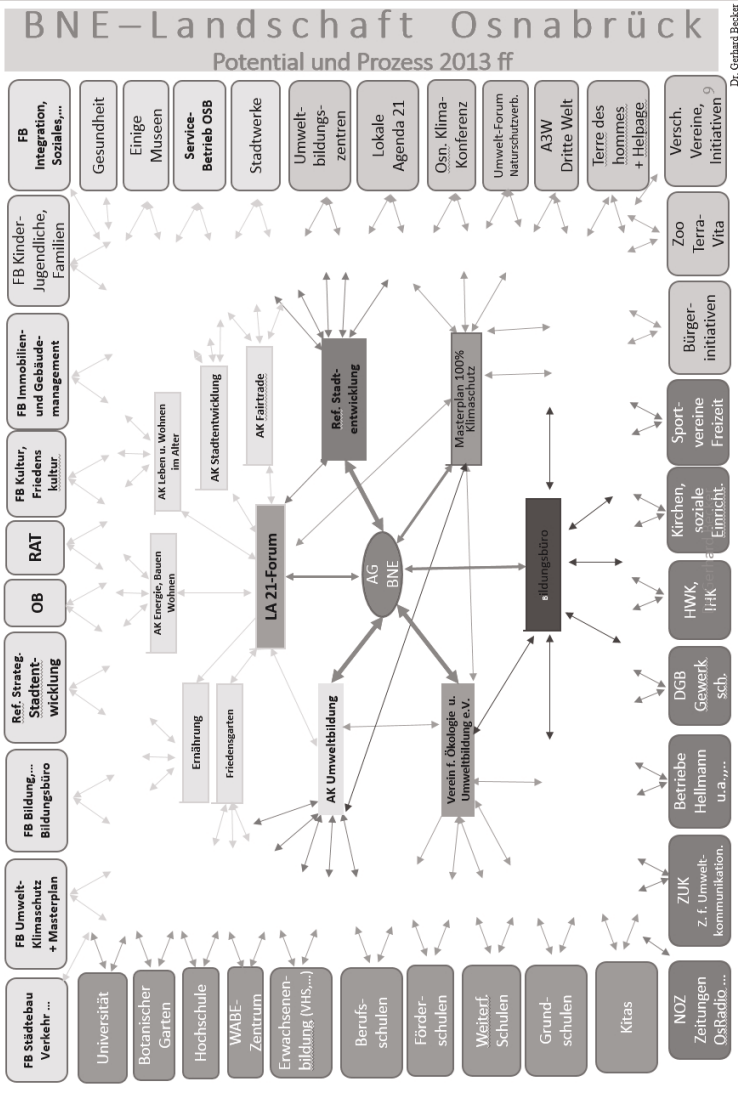 BNE–Landschaft Osnabrück
Potential und Prozess 2013 ff
Dr. Gerhard Becker
FB
Integration,
Soziales,...
Gesundheit
Einige
Museen
Service-
Betrieb OSB
Stadtwerke
Umwelt-
bildungs-
zentren
Lokale
Agenda 21
Osn. Klima-
Konferenz
Umwelt-Forum
Naturschutzverb.
A3W
Dritte Welt
Terre des
hommes
+ Helpage
Versch.
Vereine,
Initiativen
9
FB Kinder-
Jugendliche,
Familien
Zoo
Terra-
Vita
FB Immobilien-
und Gebäude-
management
Bürger-
initiativen
FB Kultur,
Friedens
kultur
Sport-
vereine
Freizeit
RAT
Kirchen,
soziale
Einricht.
OB
HWK,
IHK
Ref. Strateg.
Stadtent-
wicklung
DGB
Gewerk
sch.
FB Bildung,...
Bildungsbüro
Betriebe
Hellmann
u.a.,,..
FB Umwelt-
Klimaschutz
+ Masterplan
ZUK
Z. f. Umwelt-
kommunikation.
FB Städtebau
Verkehr ...
Universität
Botanischer
Garten
Hochschule
WABE-
Zentrum
Erwachsenen-
bildung (VHS,...)
Berufs-
schulen
Förder-
schulen
Weiterf.
Schulen
Grund-
schulen
Kitas
NOZ
Zeitungen
OsRadio ...
AK Leben u. Wohnen
im Alter
AK Stadtentwicklung
AK Fairtrade
Ref. Stadt-
entwicklung
Masterplan 100%
Klimaschutz
AK Energie, Bauen
Wohnen
LA 21-Forum
AG
BNE
Bildungsbüro
Ernährung
Friedensgarten
AK Umweltbildung
Verein f. Ökologie u.
Umweltbildung e.V.